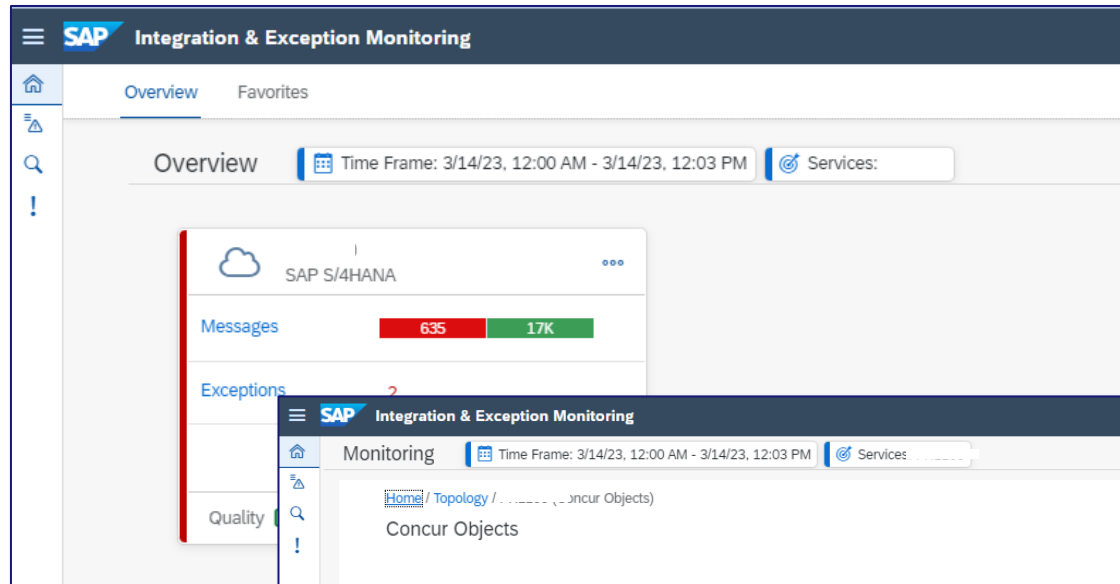 SAP Integration & Exception Monitoring
Overview Favorites
Overview Time Frame: 3/14/23, 12:00 AM - 3/14/23, 12:03 PM Services:
SAP S/4HANA
Messages 635 17K
Exceptions 2
Quality
SAP Integration & Exception Monitoring
Monitoring Time Frame: 3/14/23, 12:00 AM - 3/14/23, 12:03 PM Services
Home / Topology / Objects)
Concur Objects